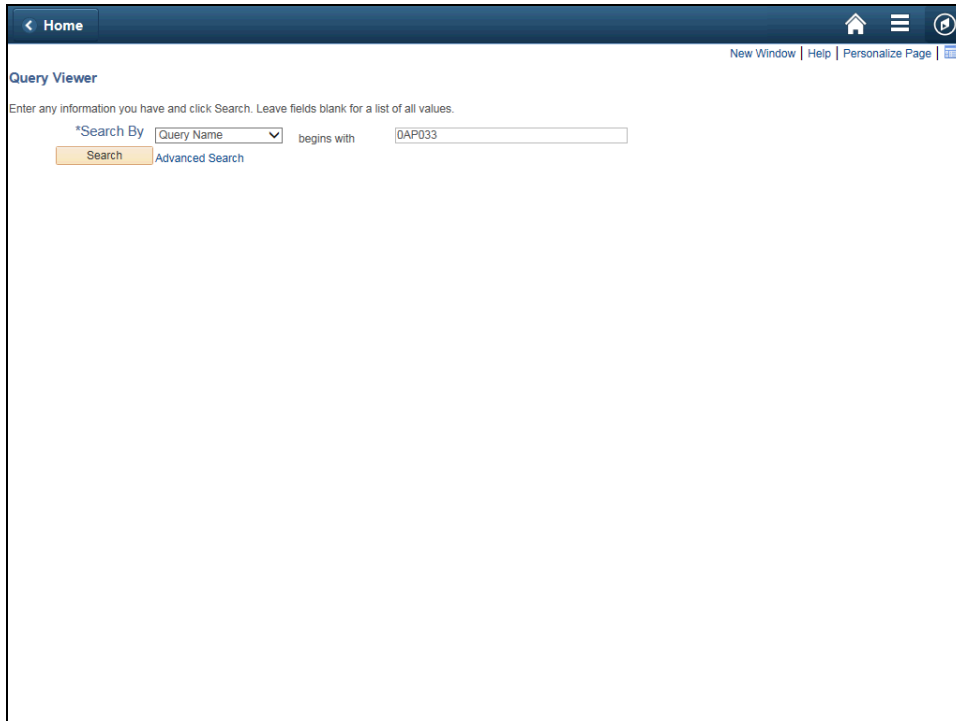 Home
New Window | Help | Personalize Page |
Query Viewer
Enter any information you have and click Search. Leave fields blank for a list of all values.
*Search By Query Name begins with 0AP033
Search Advanced Search